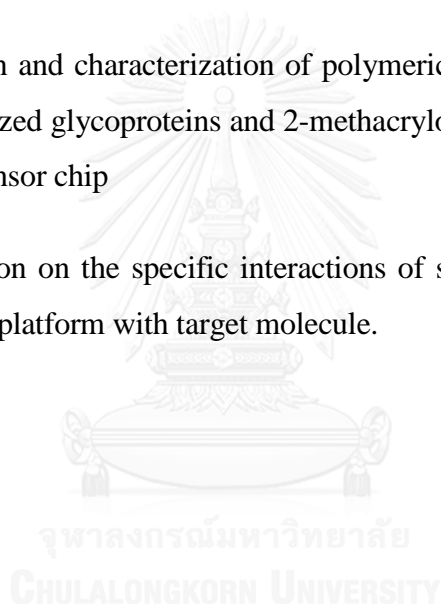 n and characterization of polymeric
zed glycoproteins and 2-methacrylo
nsor chip
on on the specific interactions of s
platform with target molecule.
จุฬาลงกรณ์มหาวิทยาลัย
CHULALONGKORN UNIVERSITY